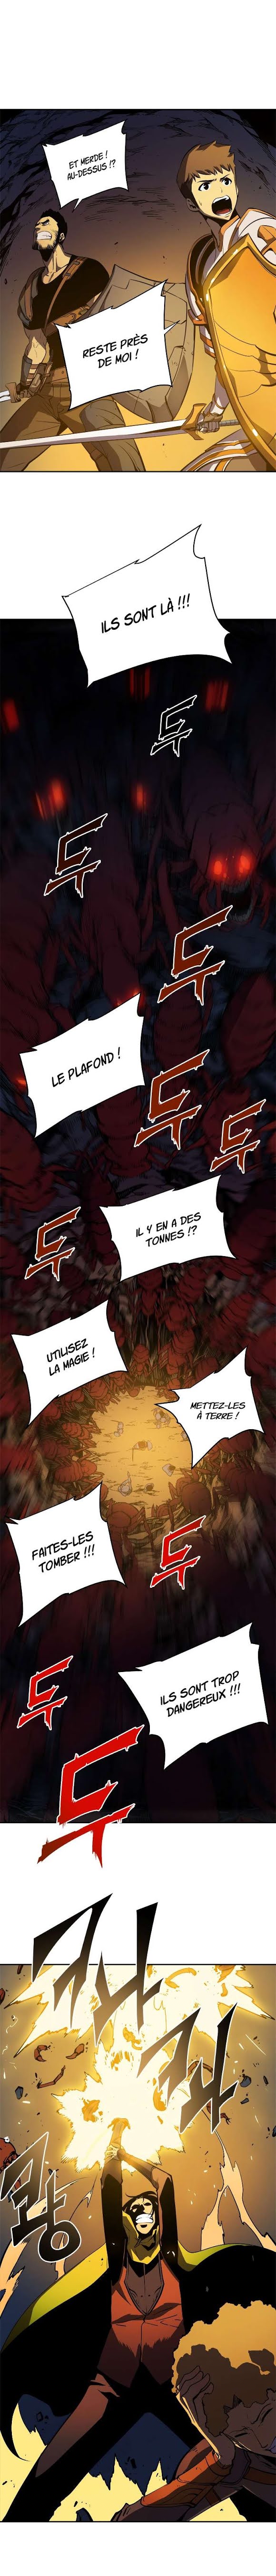 ET MERDE !
AU-DESSUS !?
RESTE PRÈS
DE MOI !
ILS SONT LÀ !!!
두
두
두
LE PLAFOND !
두
두
IL Y EN A DES
TONNES !?
두
UTILISEZ
LA MAGIE !
METTEZ-LES
À TERRE !
FAITES-LES
TOMBER !!!
두
ILS SONT TROP
DANGEREUX !!!
두
두
콰